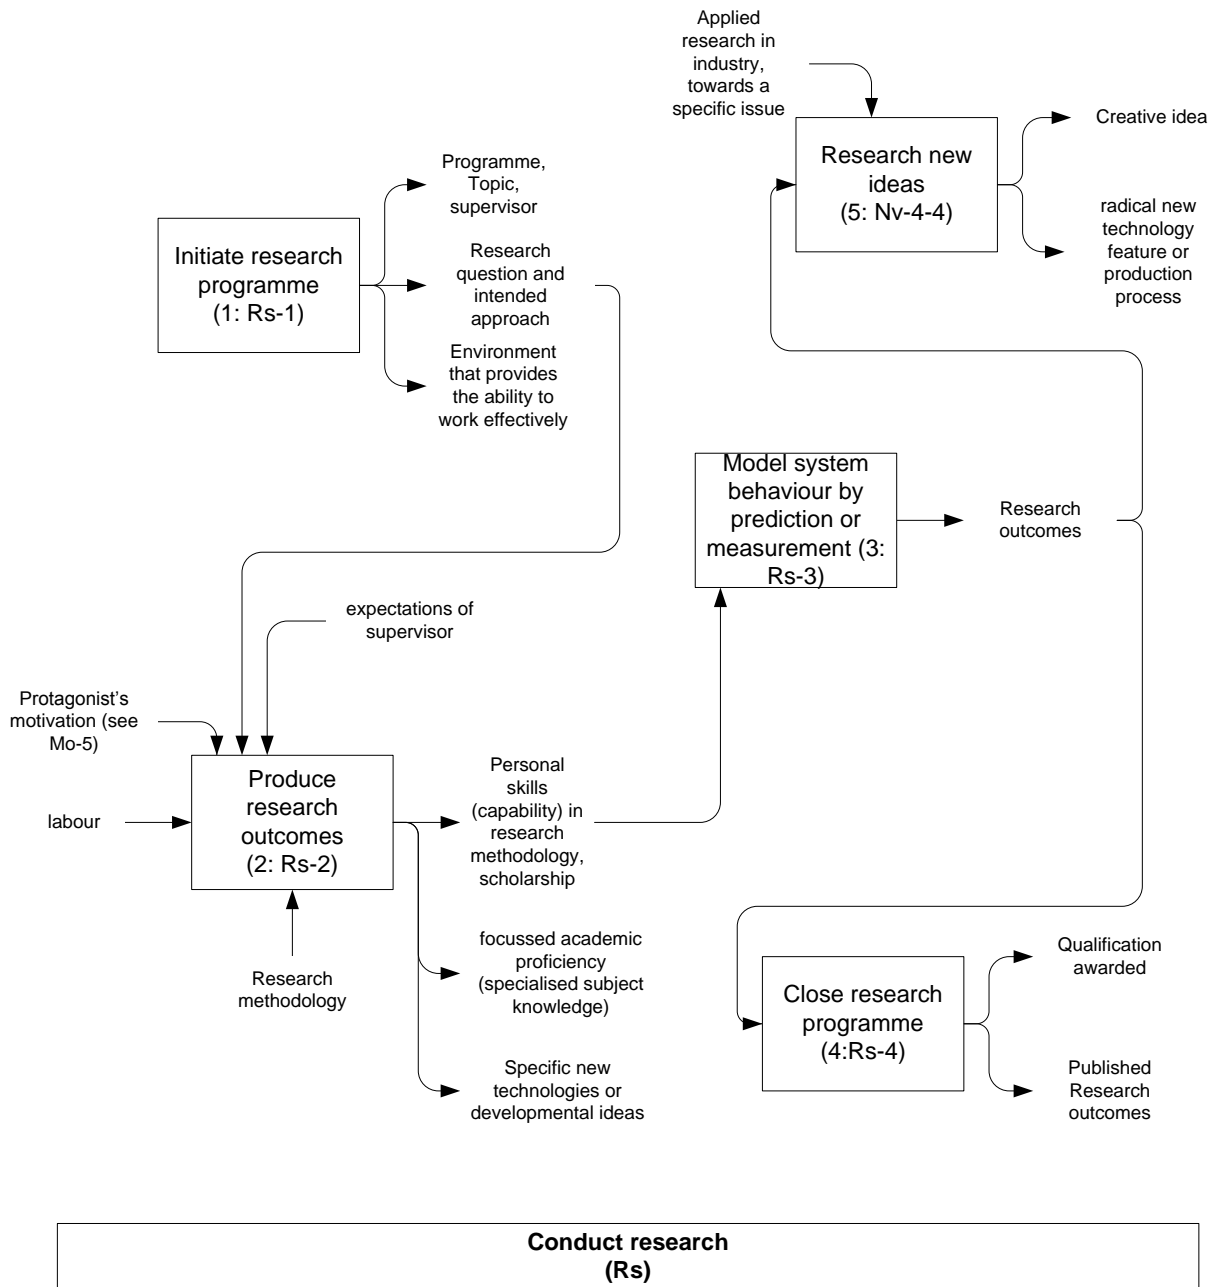 Applied
research in
industry,
towards a
specific issue
Creative idea
Research new
ideas
(5: Nv-4-4)
radical new
technology
feature or
production
process
Programme,
Topic,
supervisor
Initiate research
programme
(1: Rs-1)
Research
question and
intended
approach
Environment
that provides
the ability to
work effectively
Model system
behaviour by
prediction or
measurement (3:
Rs-3)
Research
outcomes
expectations of
supervisor
Protagonist's
motivation (see
Mo-5)
labour
Produce
research
outcomes
(2: Rs-2)
Personal
skills
(capability) in
research
methodology,
scholarship
Research
methodology
focussed academic
proficiency
(specialised subject
knowledge)
Specific new
technologies or
developmental ideas
Close research
programme
(4:Rs-4)
Qualification
awarded
Published
Research
outcomes
Conduct research
(Rs)